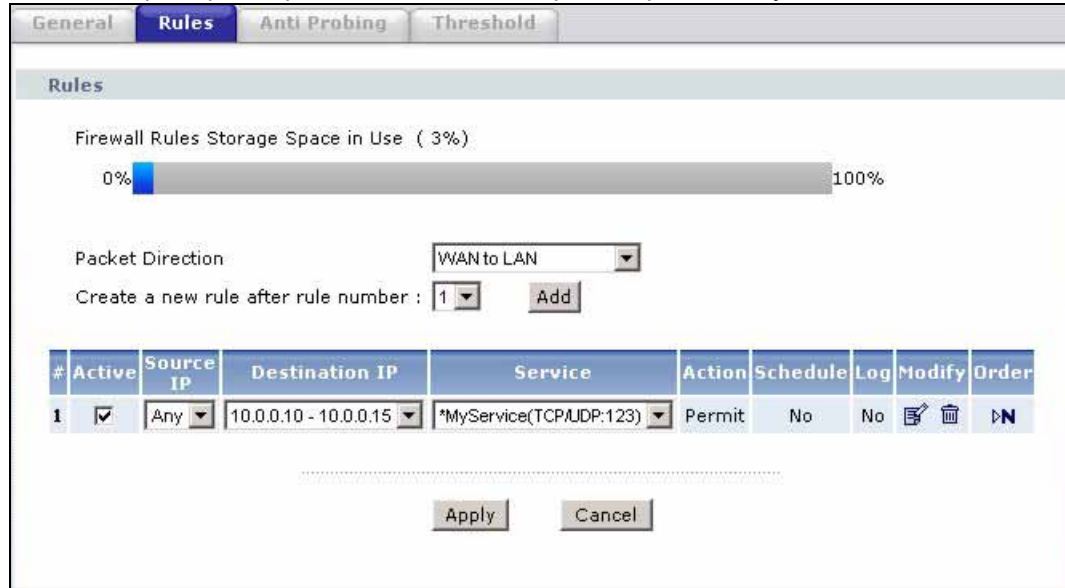 General Rules Anti Probing Threshold
Rules
Firewall Rules Storage Space in Use ( 3%)
0% 100%
Packet Direction WAN to LAN
Create a new rule after rule number : 1 Add
# Active Source IP Destination IP Service Action Schedule Log Modify Order
1 Any 10.0.0.10 - 10.0.0.15 *MyService(TCP/UDP:123) Permit No No N
Apply Cancel